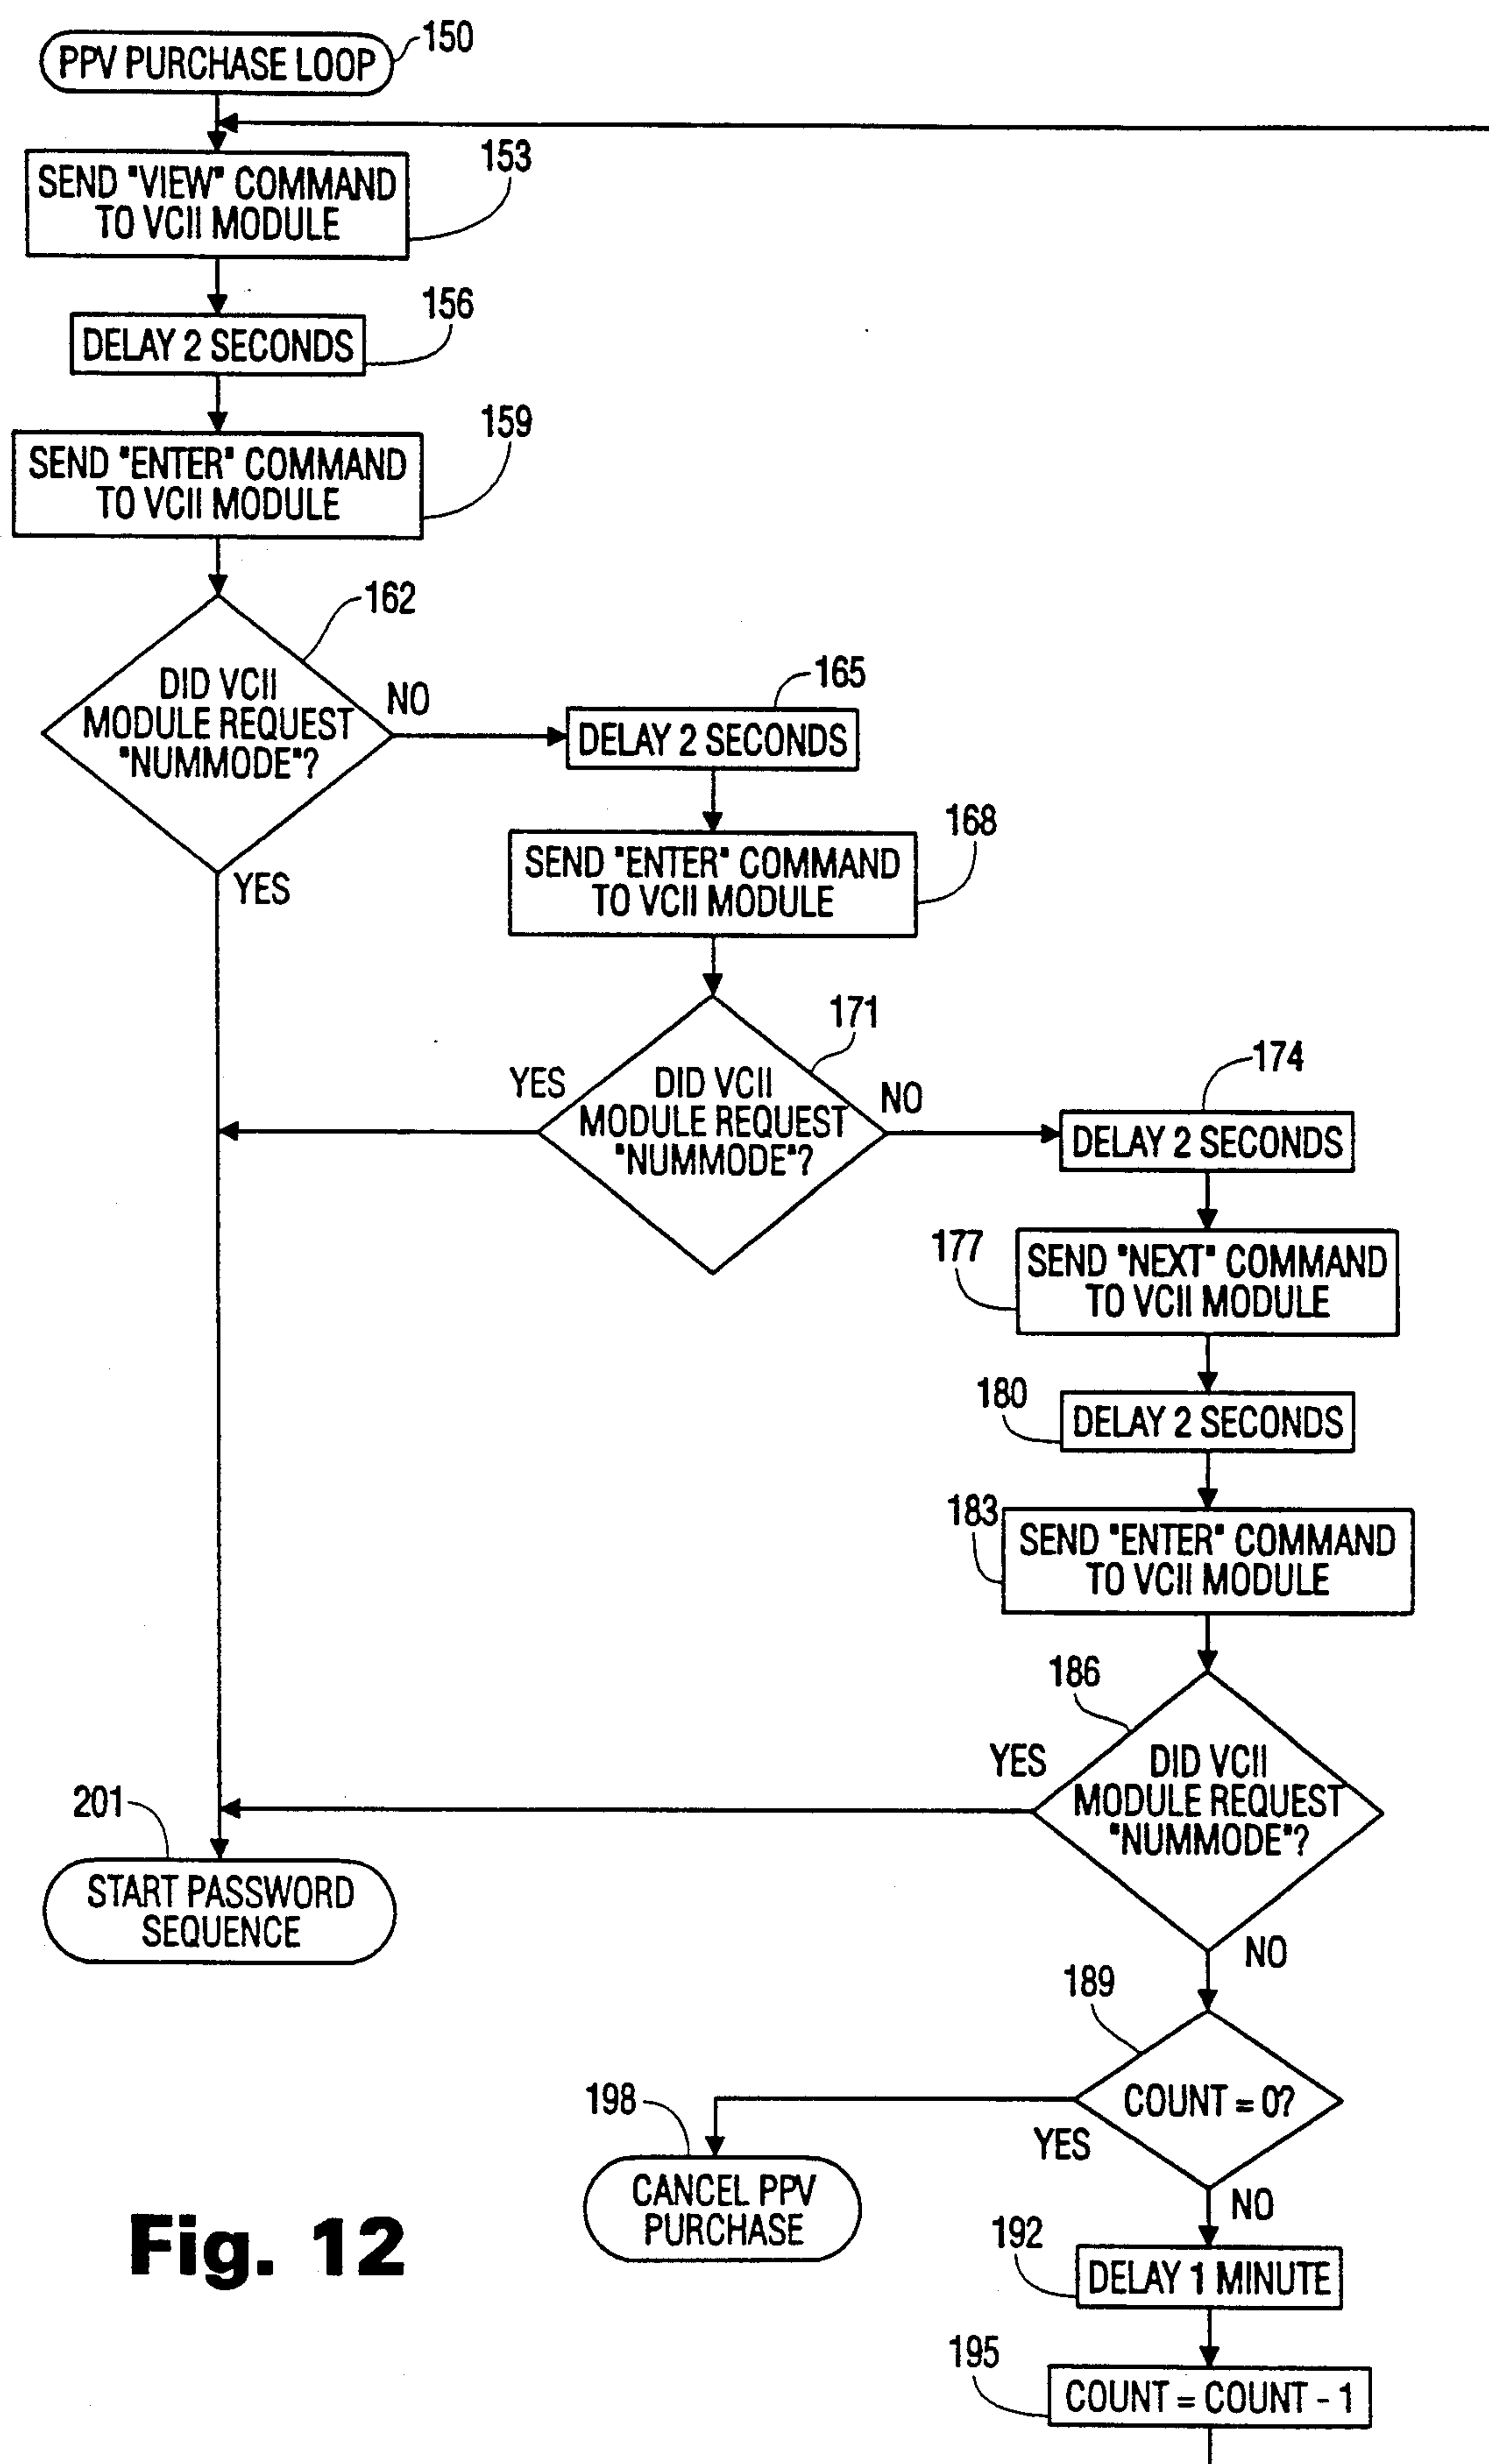 PPV PURCHASE LOOP
150
SEND "VIEW" COMMAND
TO VCII MODULE
153
DELAY 2 SECONDS
156
SEND "ENTER" COMMAND
TO VCII MODULE
159
DID VCII
MODULE REQUEST
"NUMMODE"?
162
NO
YES
DELAY 2 SECONDS
165
SEND "ENTER" COMMAND
TO VCII MODULE
168
DID VCII
MODULE REQUEST
"NUMMODE"?
171
YES
NO
DELAY 2 SECONDS
174
SEND "NEXT" COMMAND
TO VCII MODULE
177
DELAY 2 SECONDS
180
SEND "ENTER" COMMAND
TO VCII MODULE
183
DID VCII
MODULE REQUEST
"NUMMODE"?
186
YES
NO
201
START PASSWORD
SEQUENCE
189
COUNT = 0?
YES
NO
198
CANCEL PPV
PURCHASE
192
DELAY 1 MINUTE
195
COUNT = COUNT - 1
Fig. 12